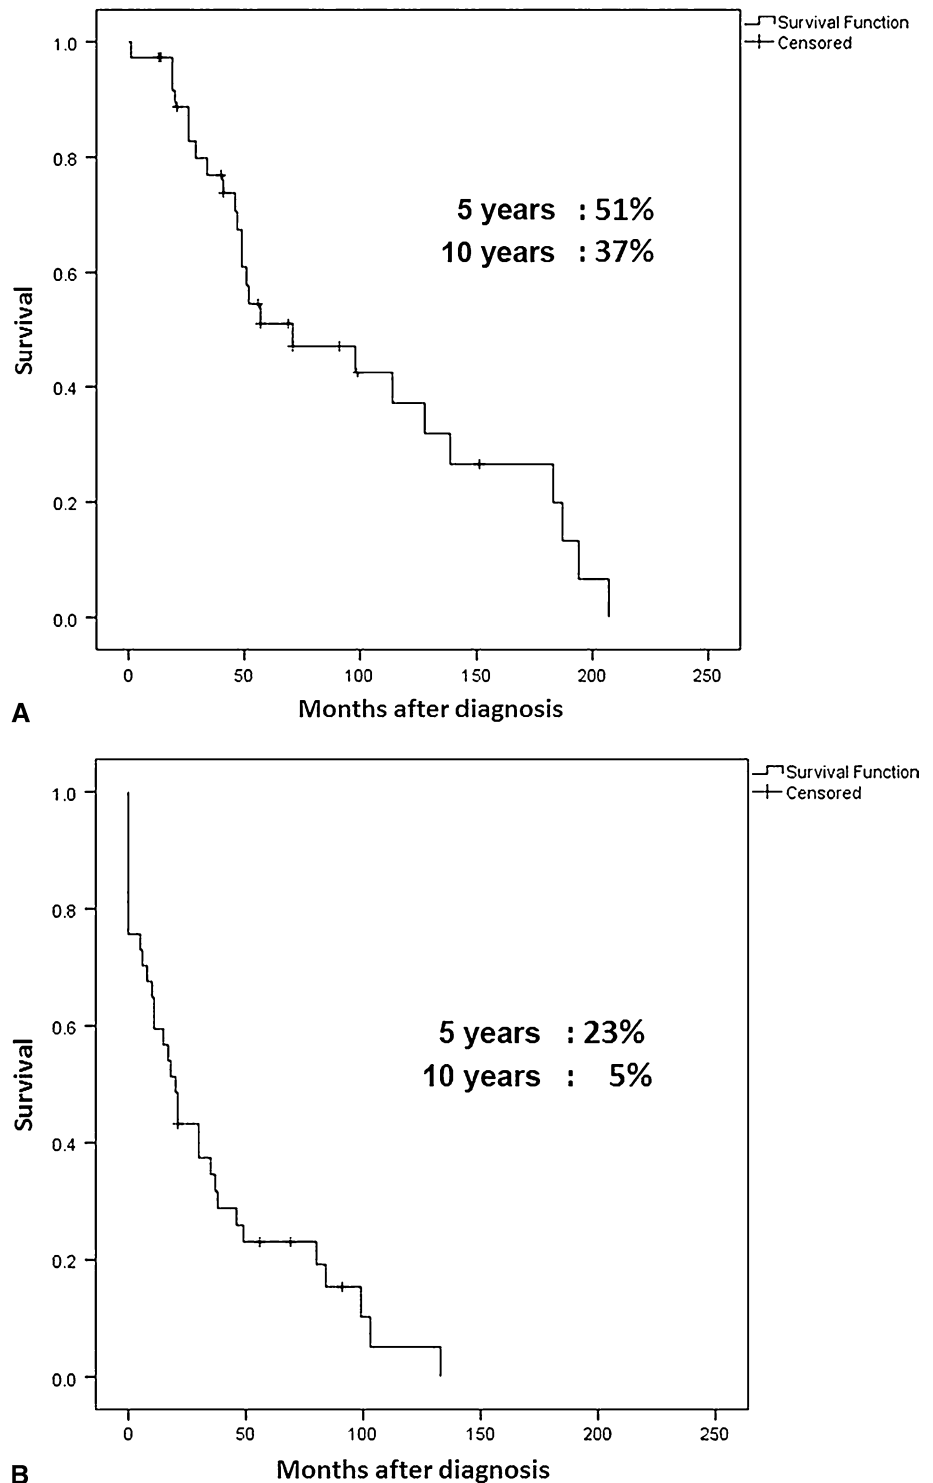 Survival Function
Censored
1.0
0.8
0.6
0.4
0.2
0.0
Survival
5 years : 51%
10 years : 37%
0 50 100 150 200 250
Months after diagnosis
A
Survival Function
Censored
1.0
0.8
0.6
0.4
0.2
0.0
Survival
5 years : 23%
10 years : 5%
0 50 100 150 200 250
Months after diagnosis
B